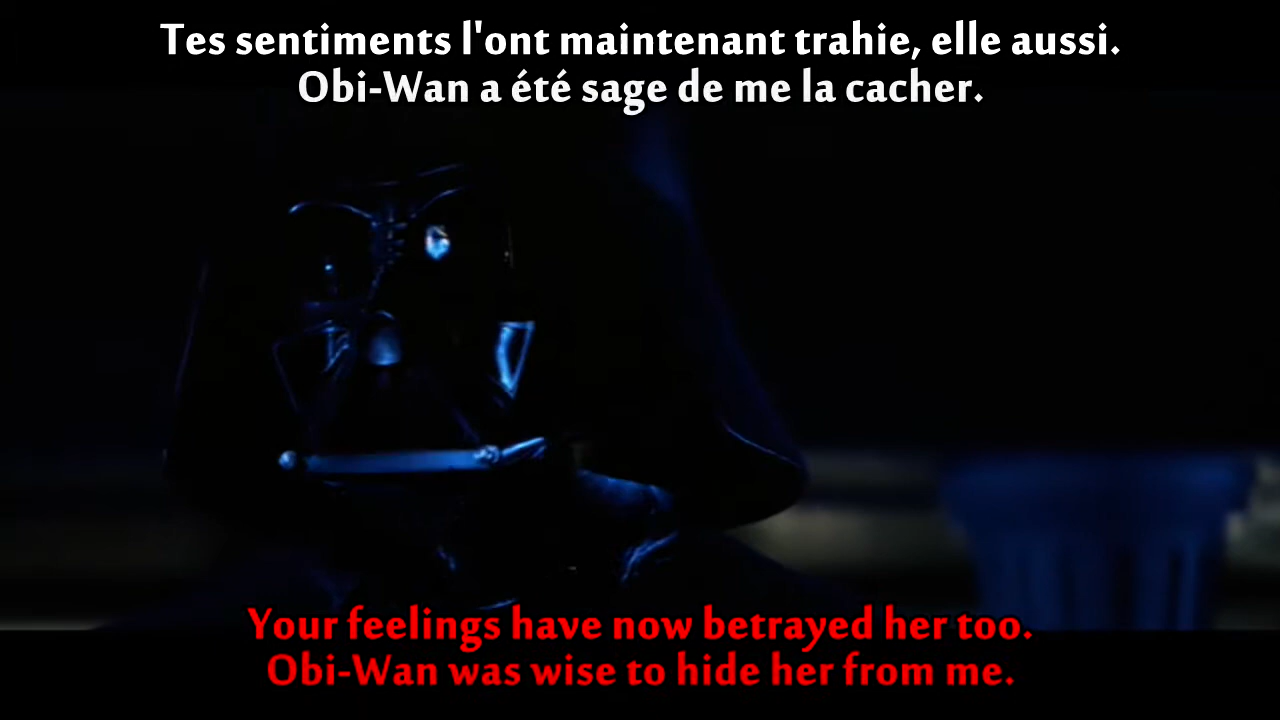 Tes sentiments l'ont maintenant trahie, elle aussi.
Obi-Wan a été sage de me la cacher.
Your feelings have now betrayed her too.
Obi-Wan was wise to hide her from me.